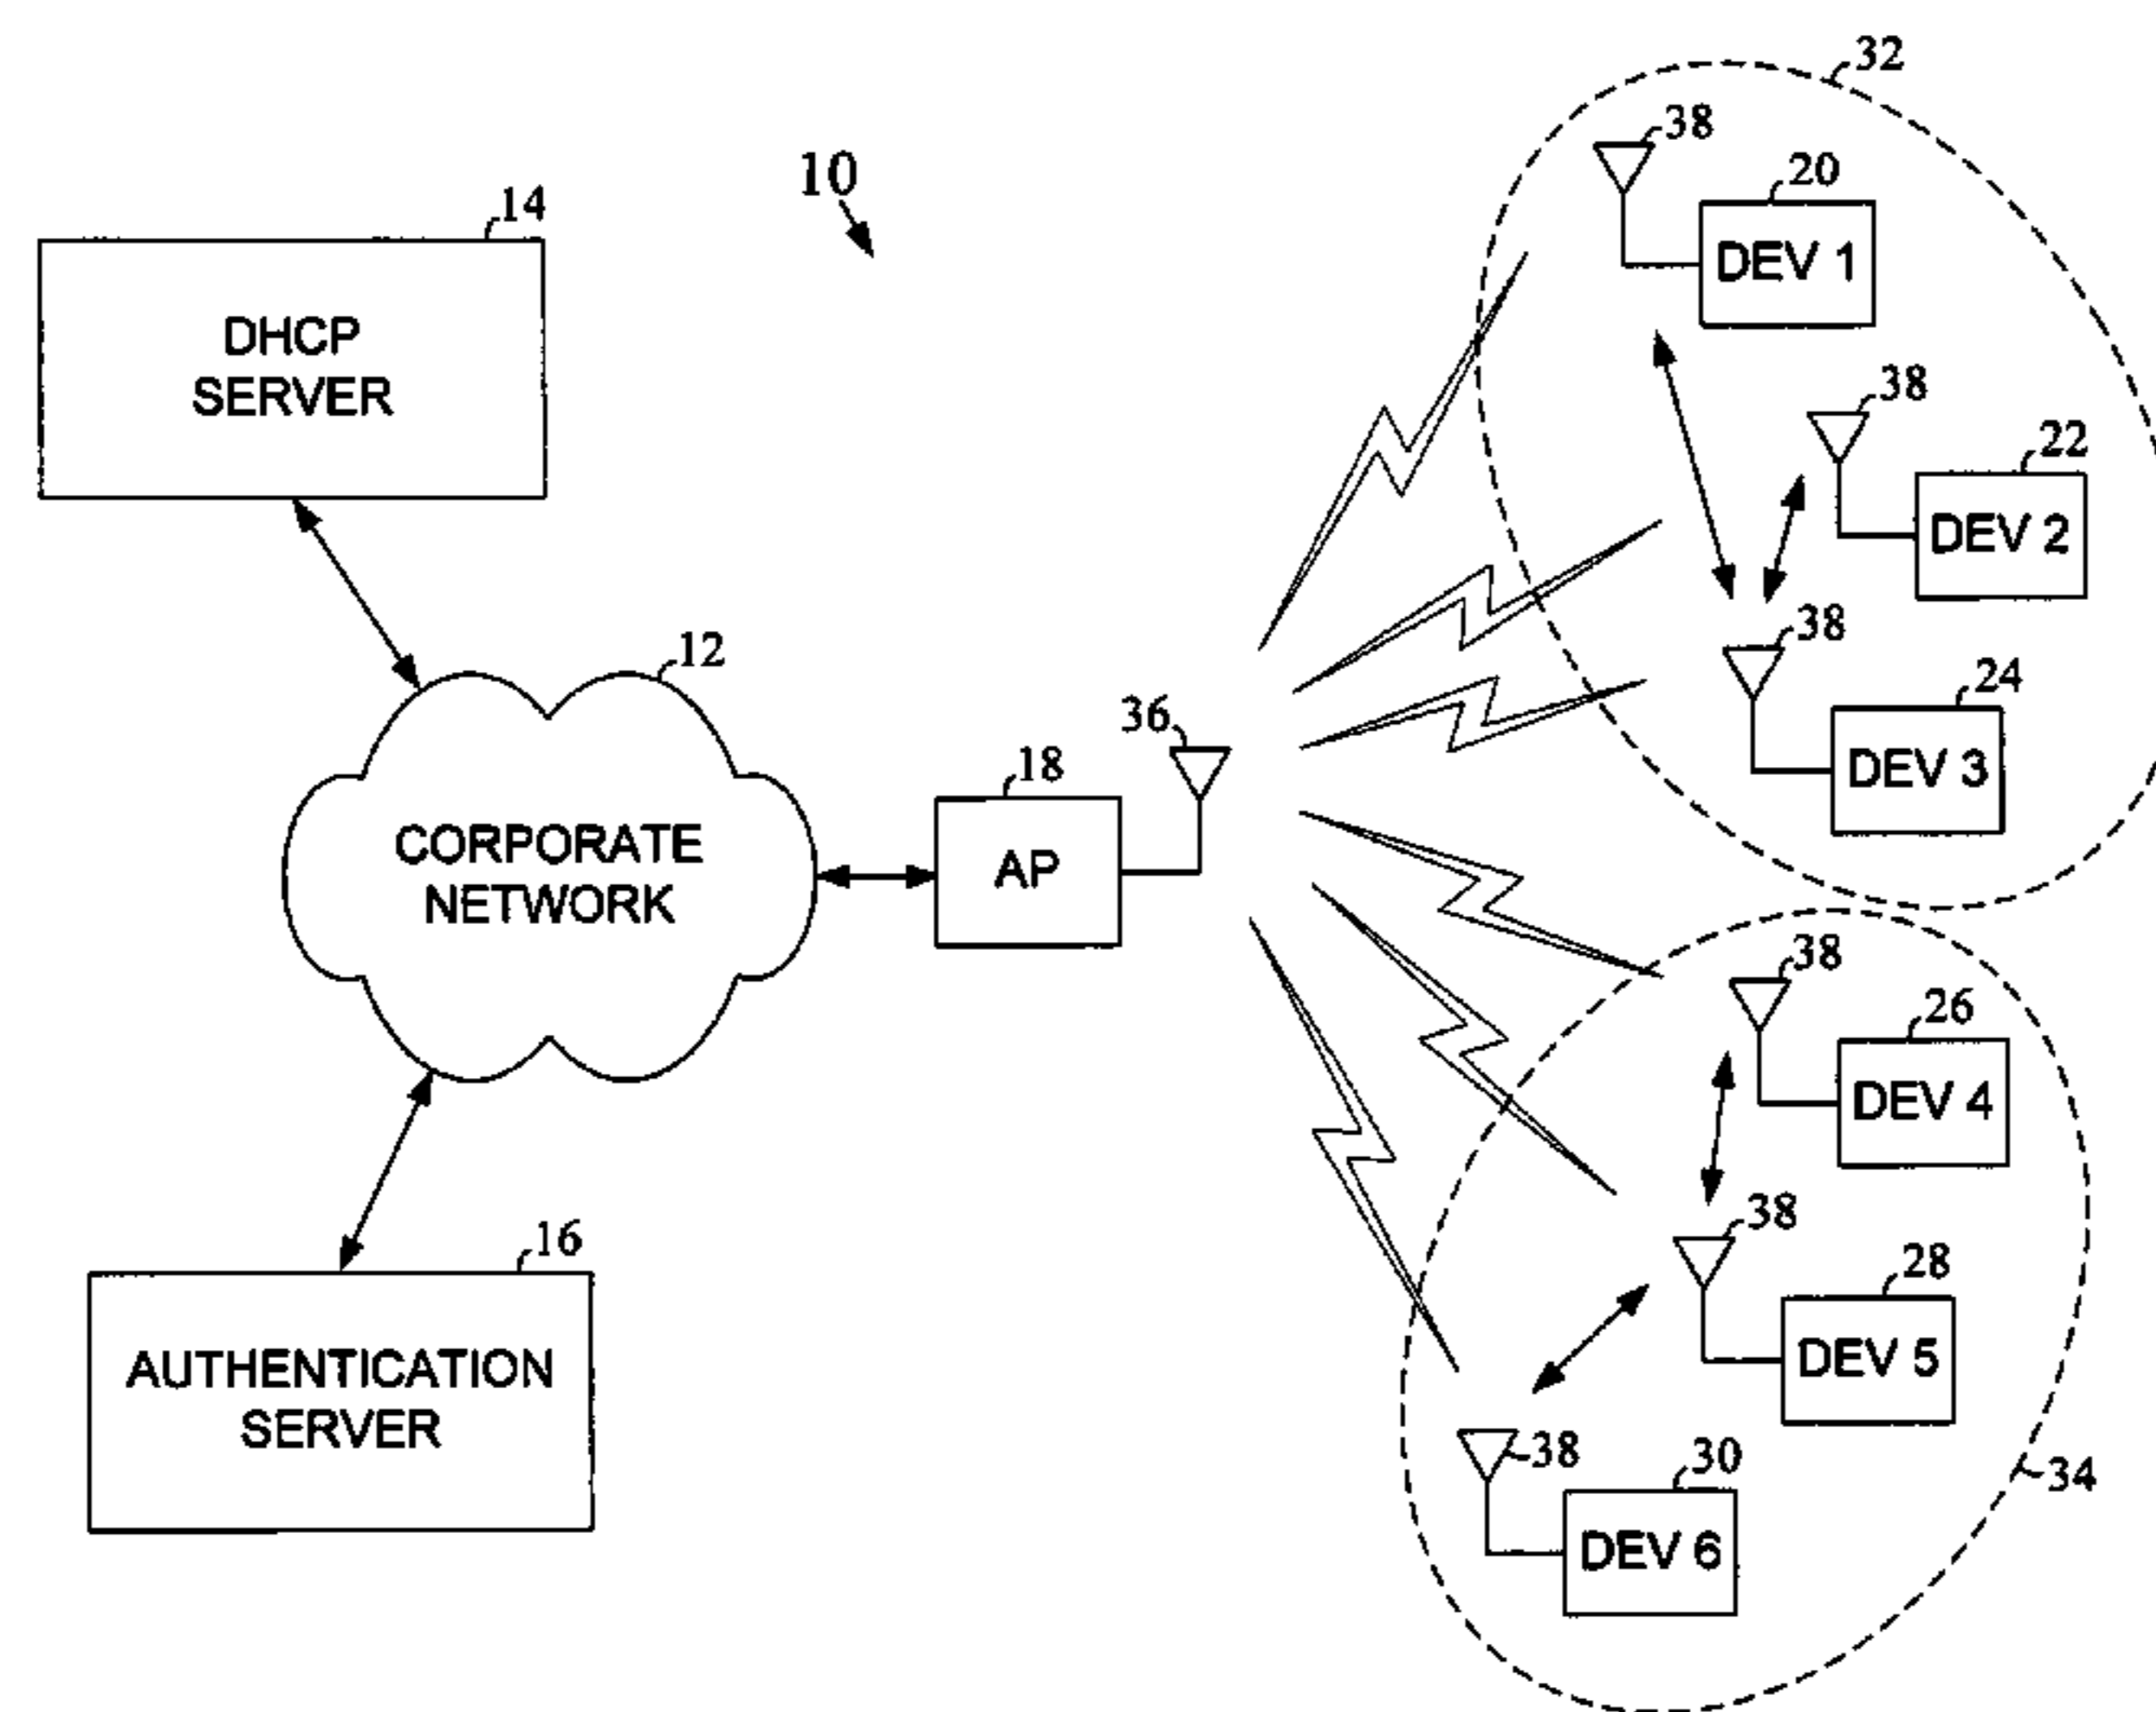 32
38
10
20
14
DEV 1
DHCP
SERVER
38
22
DEV 2
12
38
24
36
18
DEV 3
CORPORATE
NETWORK
AP
38
26
DEV 4
38
16
28
AUTHENTICATION
SERVER
DEV 5
38
30
34
DEV 6